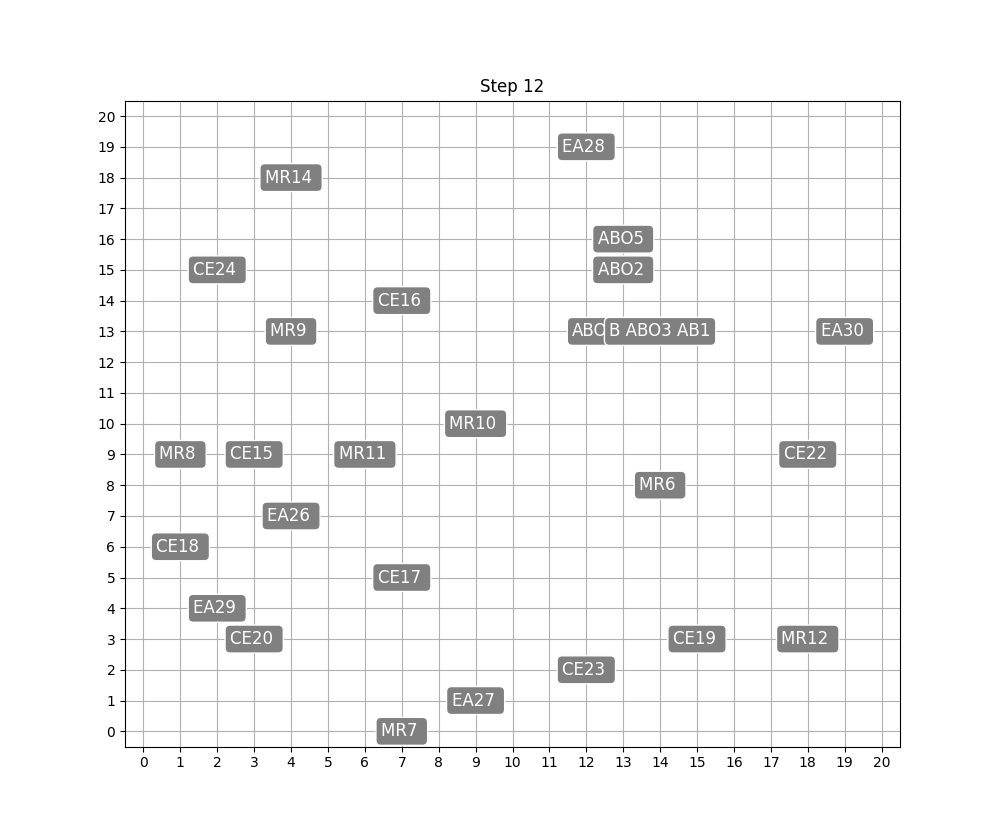 Step 12
20
19 EA28
18 MR14
17
16 ABO5
15 CE24 ABO2
14 CE16
13 MR9 B ABO3 AB1 EA30
12
11
10 MR10
9 MR8 CE15 MR11 CE22
8 MR6
7 EA26
6 CE18
5 CE17
4 EA29
3 CE20 CE19 MR12
2 CE23
1 EA27
0 MR7
0 1 2 3 4 5 6 7 8 9 10 11 12 13 14 15 16 17 18 19 20